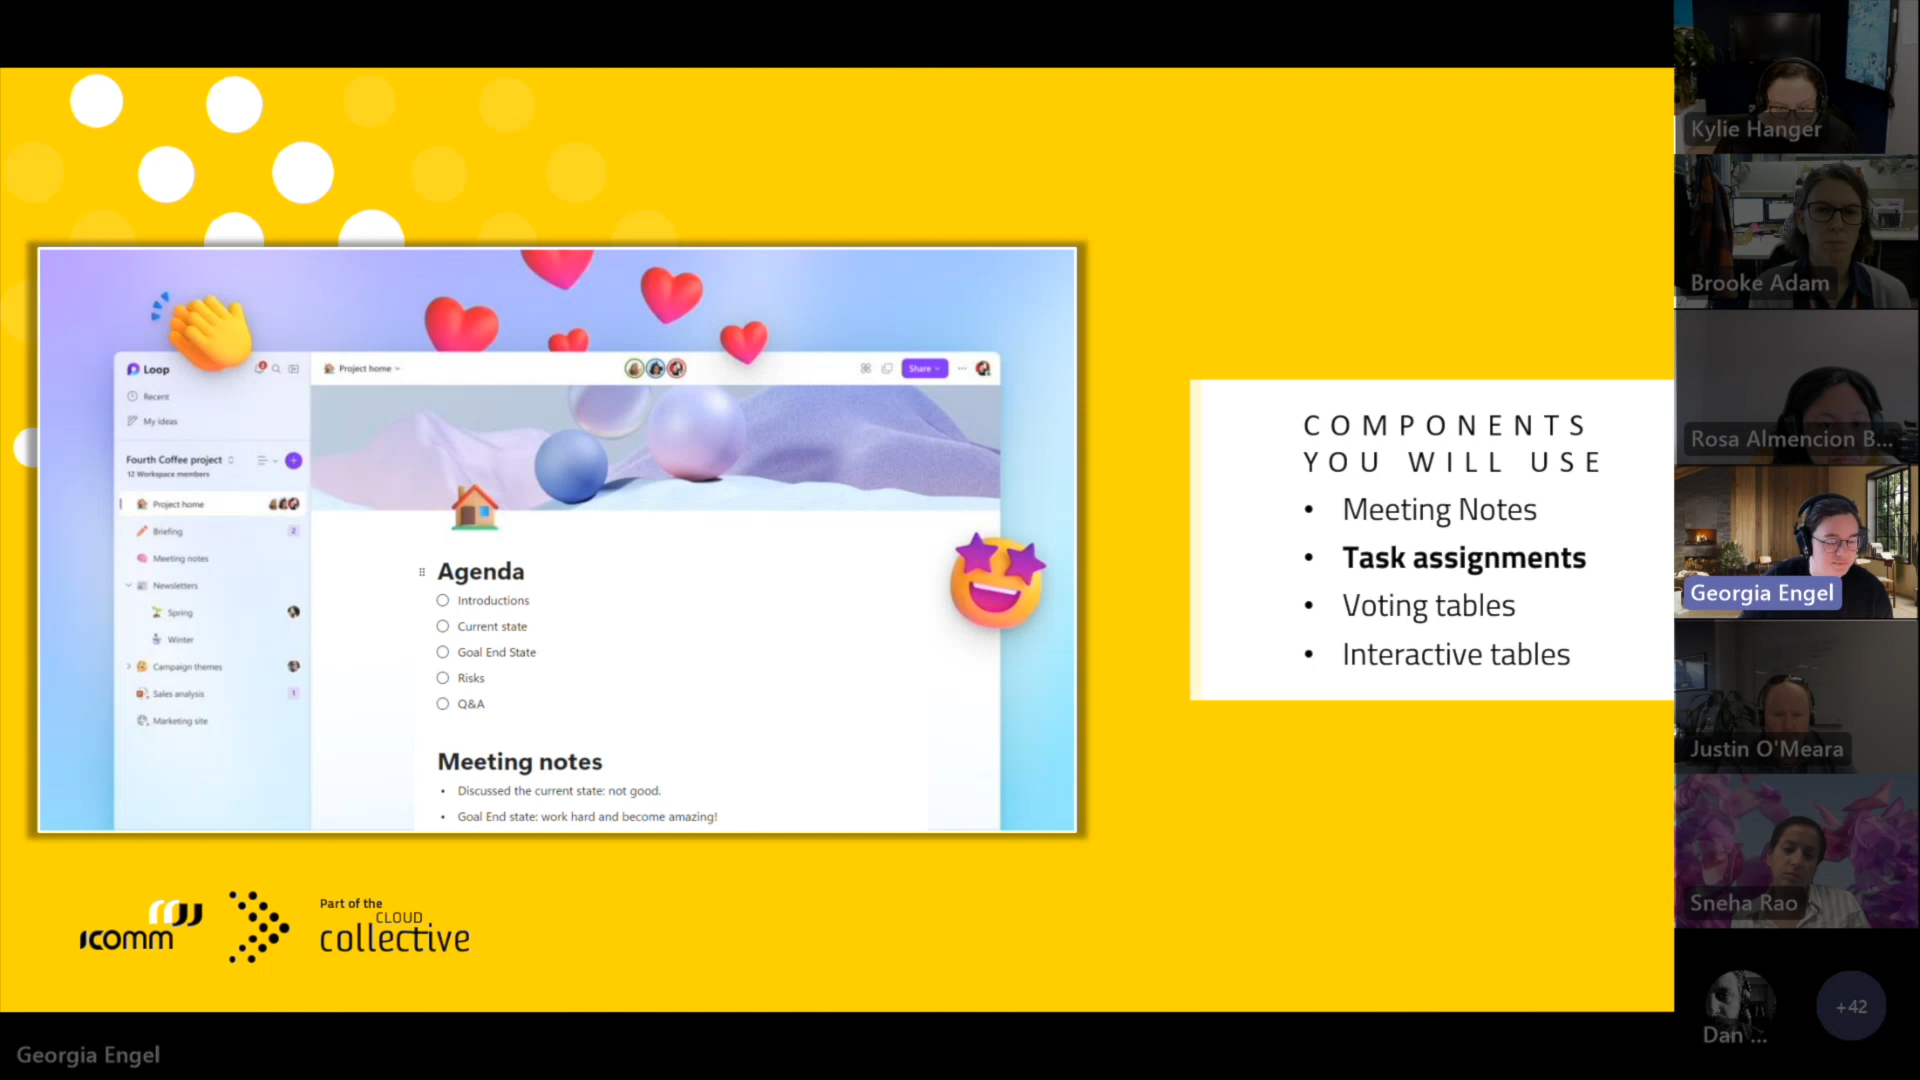 Loop
Recent
My ideas
Fourth Coffee project
12 Workspace members
Project home
Briefing
2
Meeting notes
Newsletters
Spring
Winter
Campaign themes
Sales analysis
1
Marketing site
Project home
Share
Agenda
Introductions
Current state
Goal End State
Risks
Q&A
Meeting notes
• Discussed the current state: not good.
• Goal End state: work hard and become amazing!
COMPONENTS
YOU WILL USE
• Meeting Notes
• Task assignments
• Voting tables
• Interactive tables
ıcomm
Part of the
CLOUD
collective
Kylie Hanger
Brooke Adam
Rosa Almencion B...
Georgia Engel
Justin O'Meara
Sneha Rao
Dan ...
+42
Georgia Engel